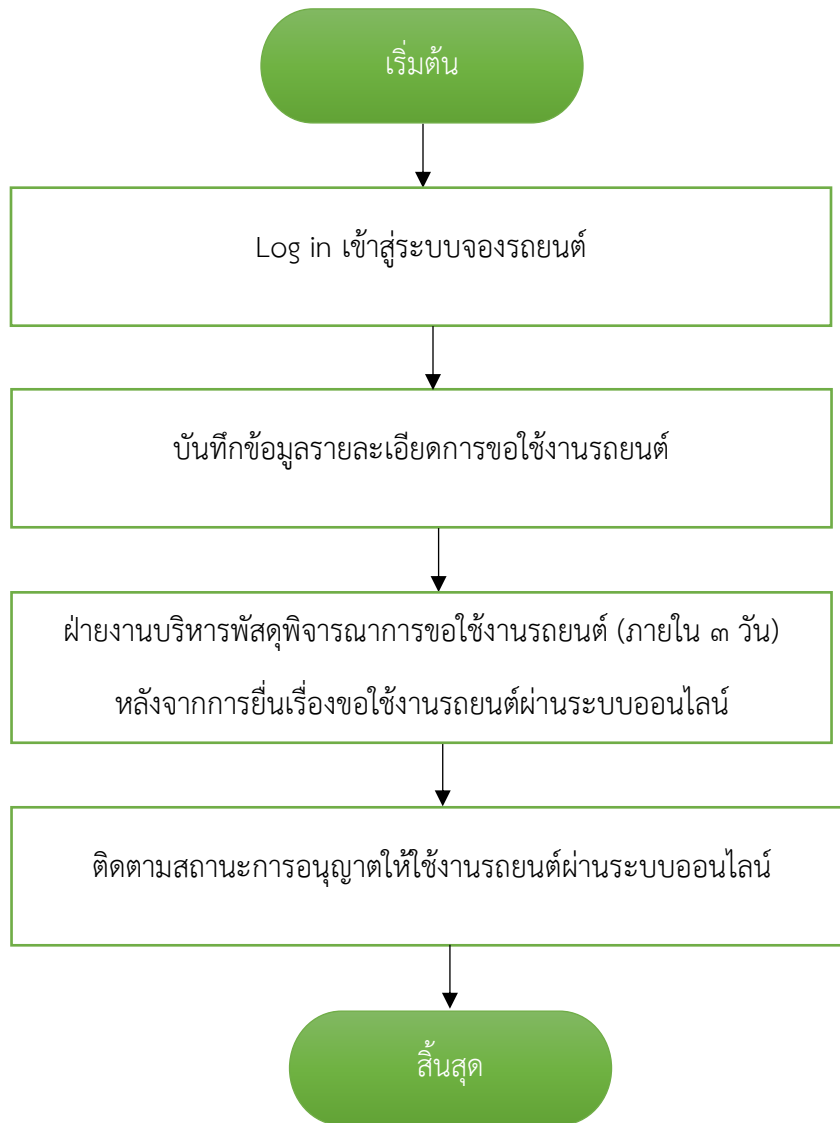 เริ่มต้น
Log in เข้าสู่ระบบจองรถยนต์
บันทึกข้อมูลรายละเอียดการขอใช้งานรถยนต์
ฝ่ายงานบริหารพัสดุพิจารณาการขอใช้งานรถยนต์ (ภายใน ๓ วัน)
หลังจากการยื่นเรื่องขอใช้งานรถยนต์ผ่านระบบออนไลน์
ติดตามสถานะการอนุญาตให้ใช้งานรถยนต์ผ่านระบบออนไลน์
สิ้นสุด